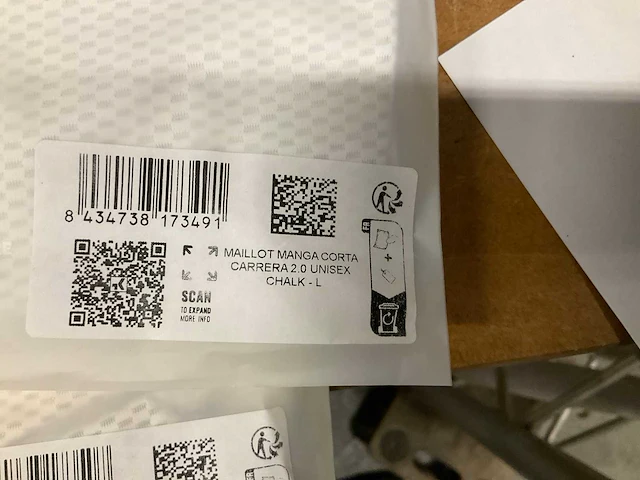 8 434738 173491
MAILLOT MANGA CORTA
CARRERA 2.0 UNISEX
CHALK - L
SCAN
TO EXPAND
MORE INFO